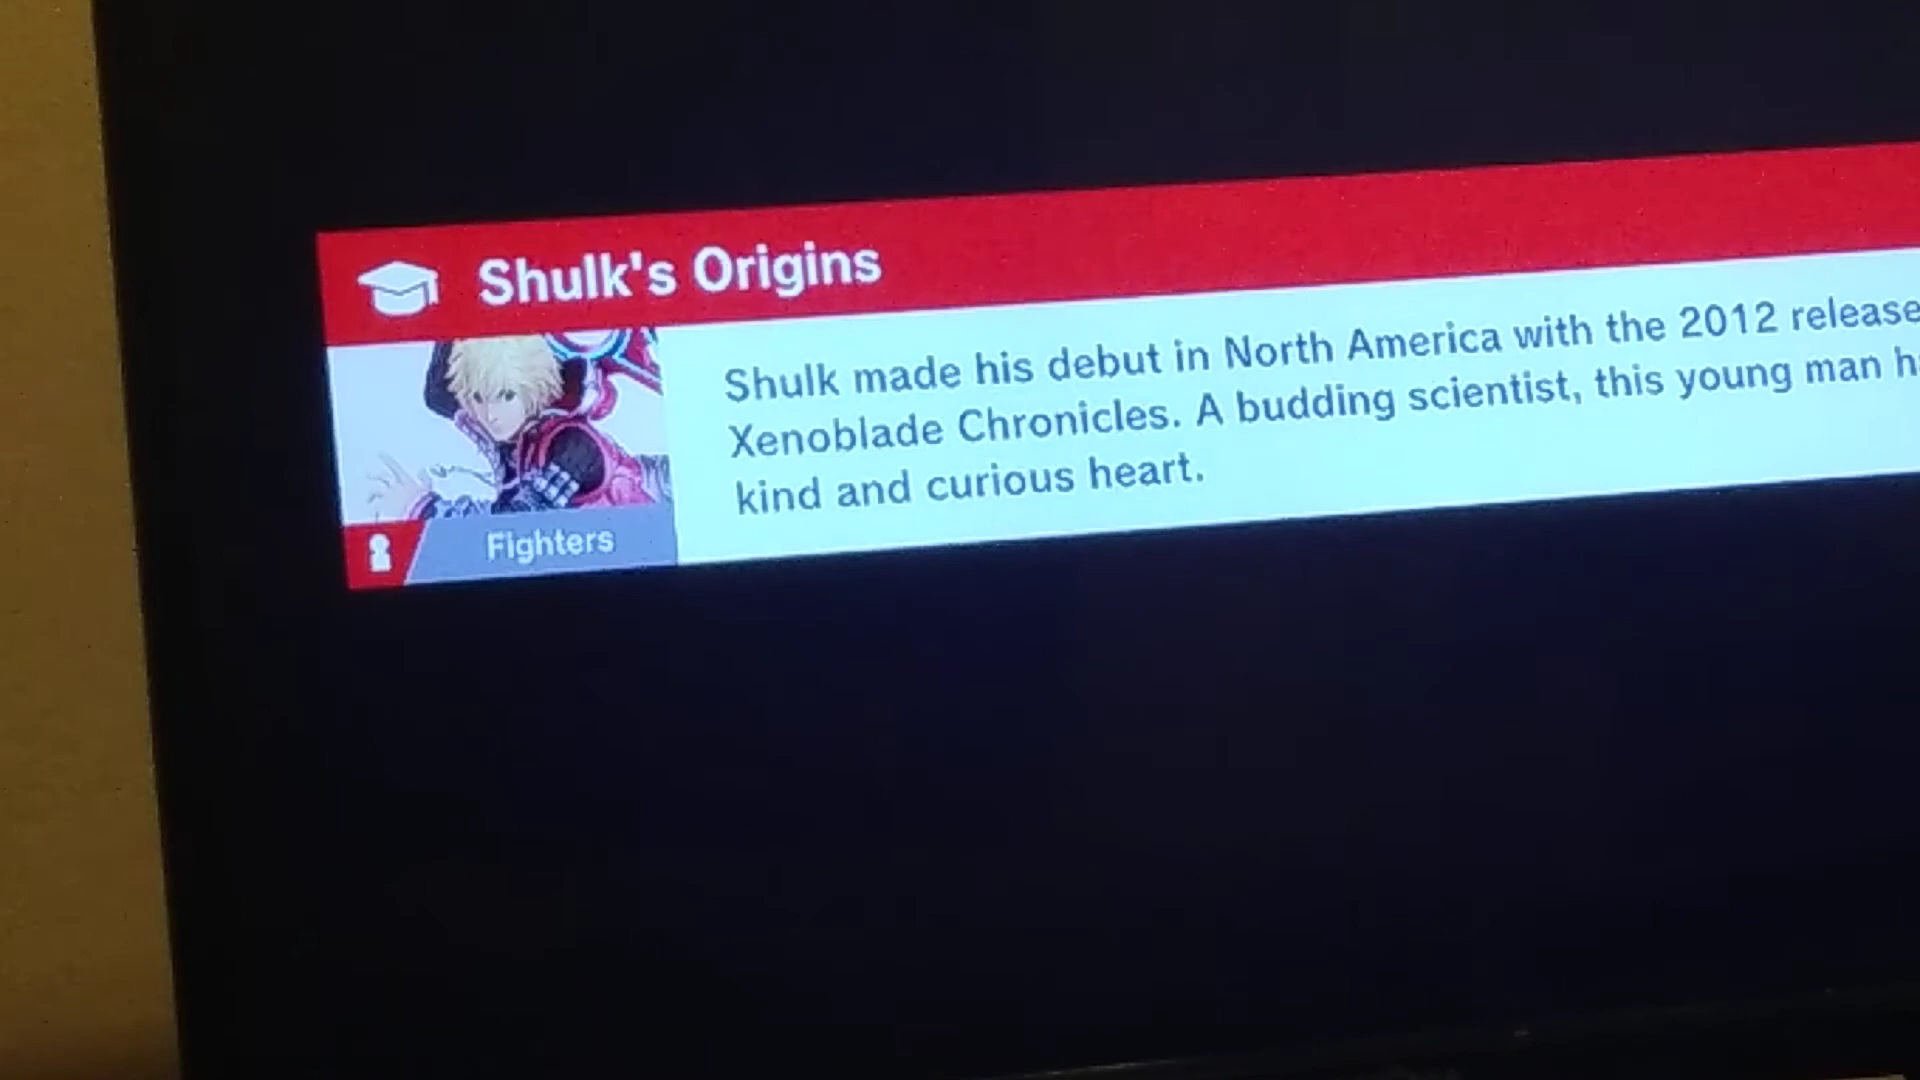 Shulk's Origins
Shulk made his debut in North America with the 2012 release
Xenoblade Chronicles. A budding scientist, this young man
kind and curious heart.
Fighters